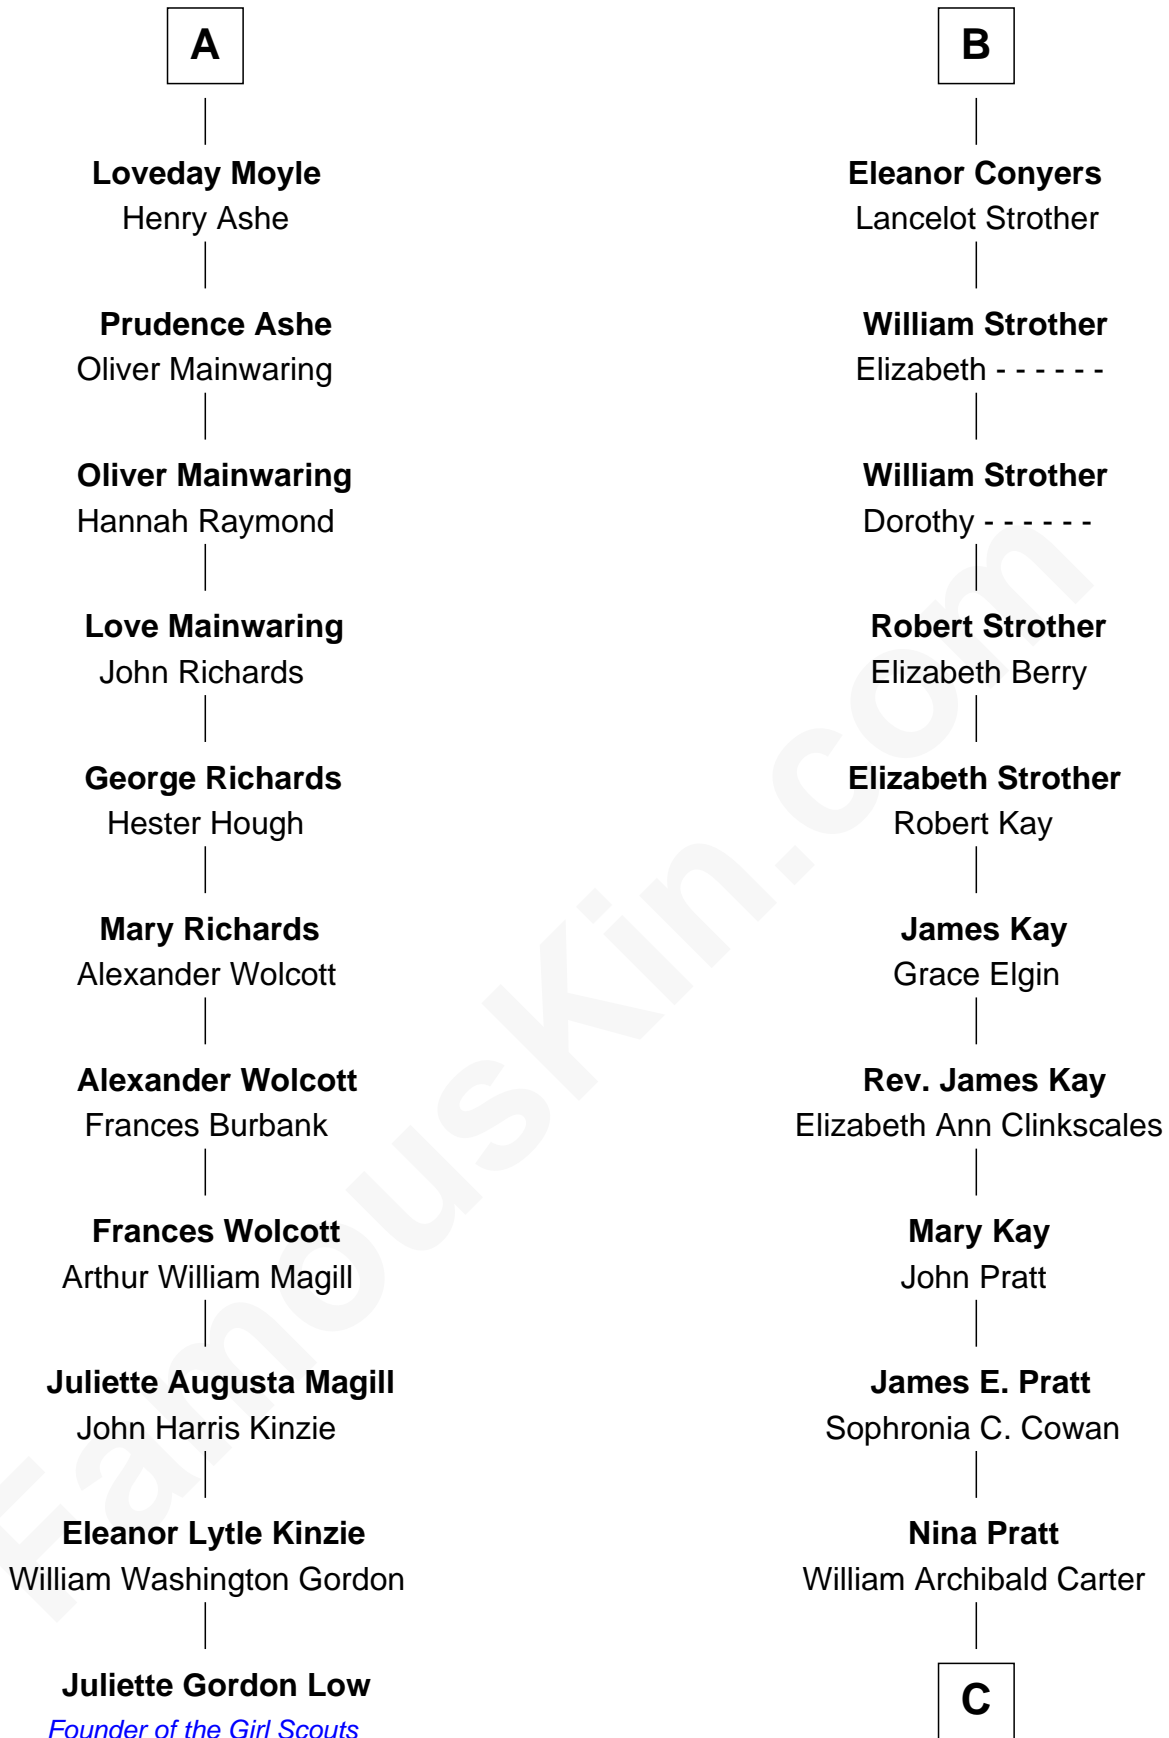 A
Loveday Moyle
Henry Ashe
Prudence Ashe
Oliver Mainwaring
Oliver Mainwaring
Hannah Raymond
Love Mainwaring
John Richards
George Richards
Hester Hough
Mary Richards
Alexander Wolcott
Alexander Wolcott
Frances Burbank
Frances Wolcott
Arthur William Magill
Juliette Augusta Magill
John Harris Kinzie
Eleanor Lytle Kinzie
William Washington Gordon
Juliette Gordon Low
Founder of the Girl Scouts
B
Eleanor Conyers
Lancelot Strother
William Strother
Elizabeth - - - - - -
William Strother
Dorothy - - - - - -
Robert Strother
Elizabeth Berry
Elizabeth Strother
Robert Kay
James Kay
Grace Elgin
Rev. James Kay
Elizabeth Ann Clinkscales
Mary Kay
John Pratt
James E. Pratt
Sophronia C. Cowan
Nina Pratt
William Archibald Carter
C
FamousKin.com